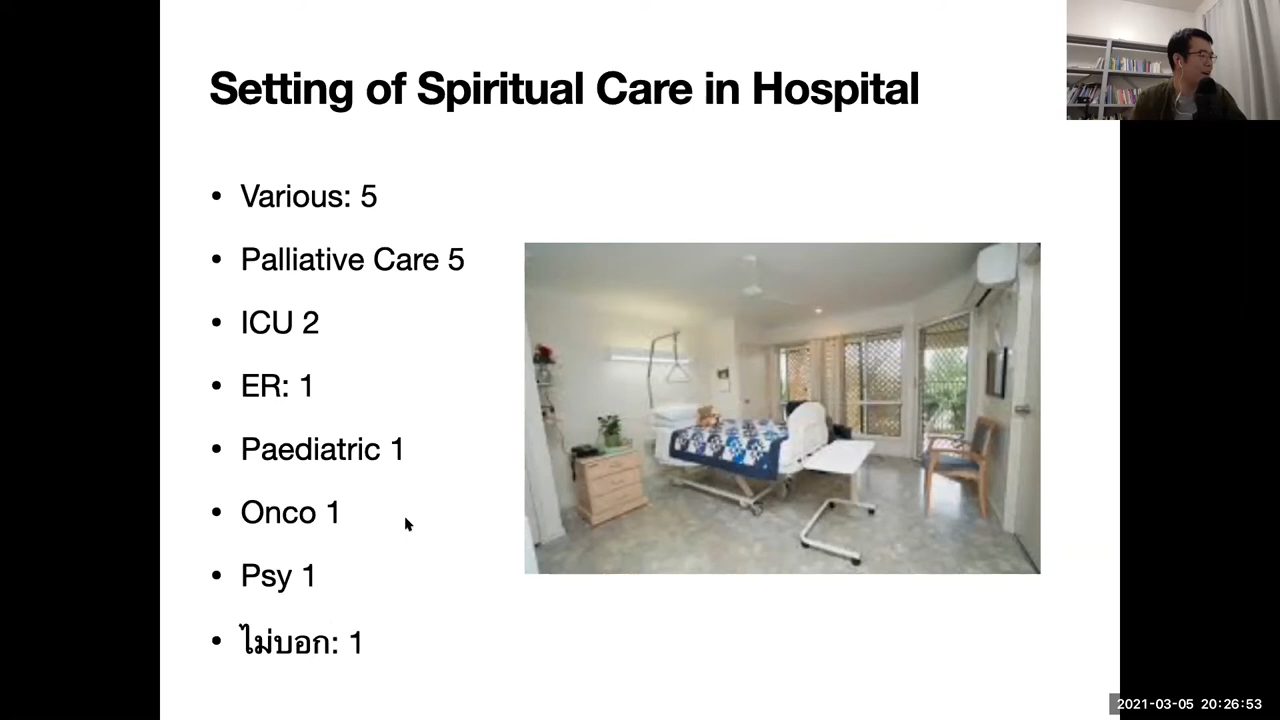 Setting of Spiritual Care in Hospital
• Various: 5
• Palliative Care 5
• ICU 2
• ER: 1
• Paediatric 1
• Onco 1
• Psy 1
• ไม่บอก: 1
2021-03-05 20:26:53